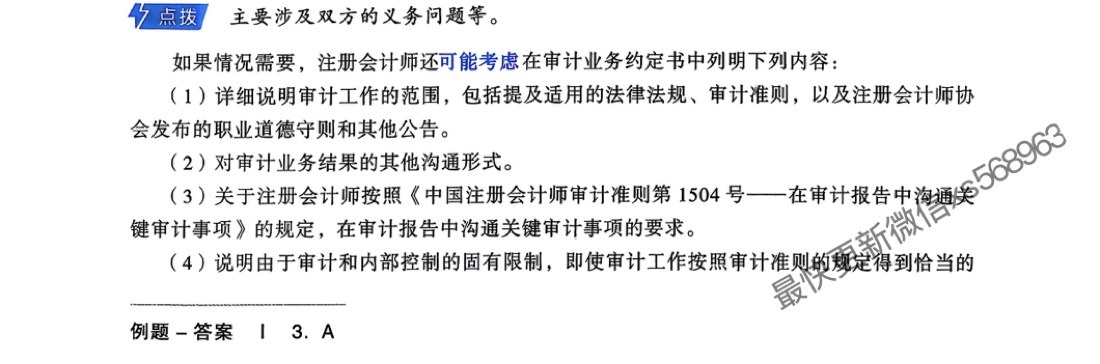 点拨 主要涉及双方的义务问题等。
如果情况需要，注册会计师还可能考虑在审计业务约定书中列明下列内容：
（1）详细说明审计工作的范围，包括提及适用的法律法规、审计准则，以及注册会计师协
会发布的职业道德守则和其他公告。
（2）对审计业务结果的其他沟通形式。
（3）关于注册会计师按照《中国注册会计师审计准则第 1504 号——在审计报告中沟通关
键审计事项》的规定，在审计报告中沟通关键审计事项的要求。
（4）说明由于审计和内部控制的固有限制，即使审计工作按照审计准则的规定得到恰当的
最快更新微信xs568963
例题－答案 | 3. A